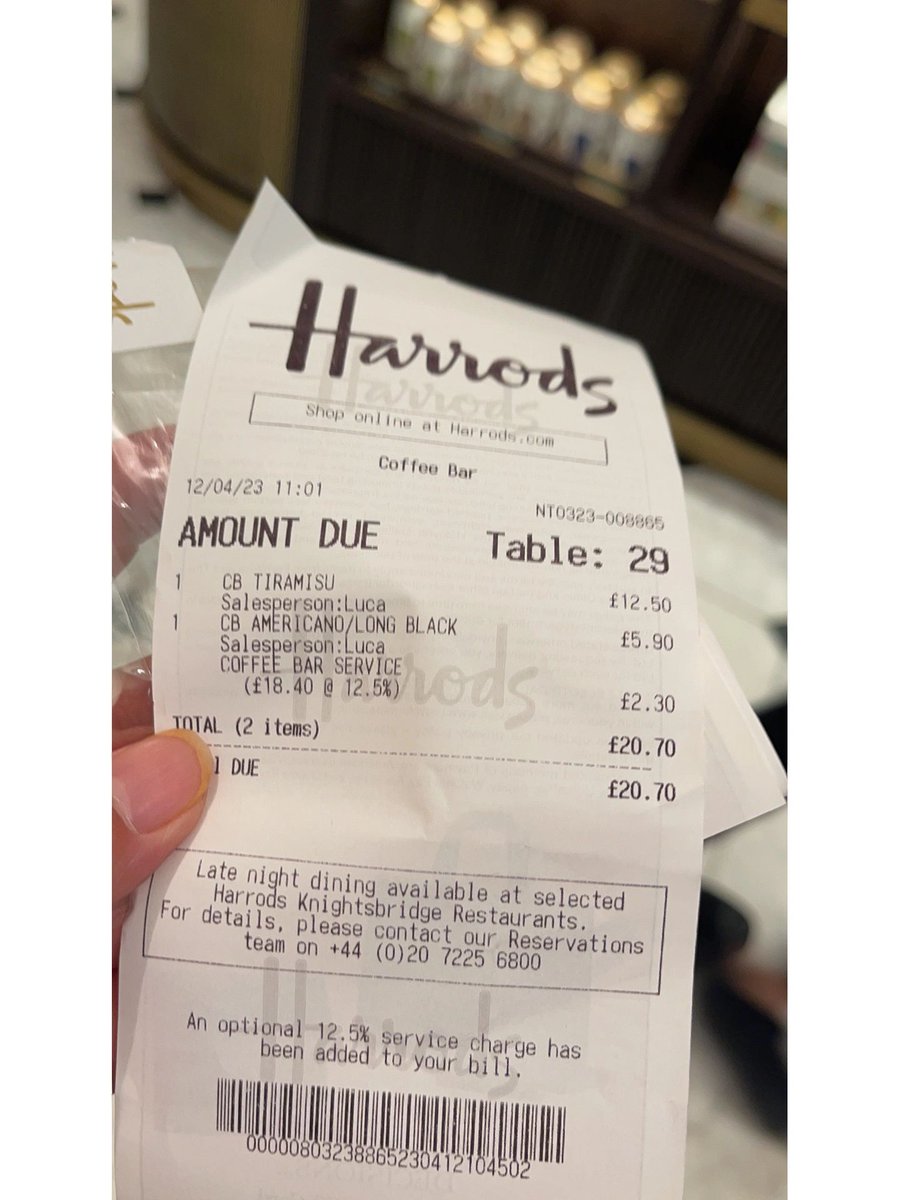 Harrods
Shop online at Harrods.com
Coffee Bar
12/04/23 11:01 NT0323-008865
AMOUNT DUE Table: 29
1 CB TIRAMISU £12.50
Salesperson:Luca
1 CB AMERICANO/LONG BLACK £5.90
Salesperson:Luca
COFFEE BAR SERVICE
(£18.40 @ 12.5%) £2.30
TOTAL (2 items) £20.70
DUE £20.70
Late night dining available at selected
Harrods Knightsbridge Restaurants.
For details, please contact our Reservations
team on +44 (0)20 7225 6800
An optional 12.5% service charge has
been added to your bill.
00000803238865230412104502